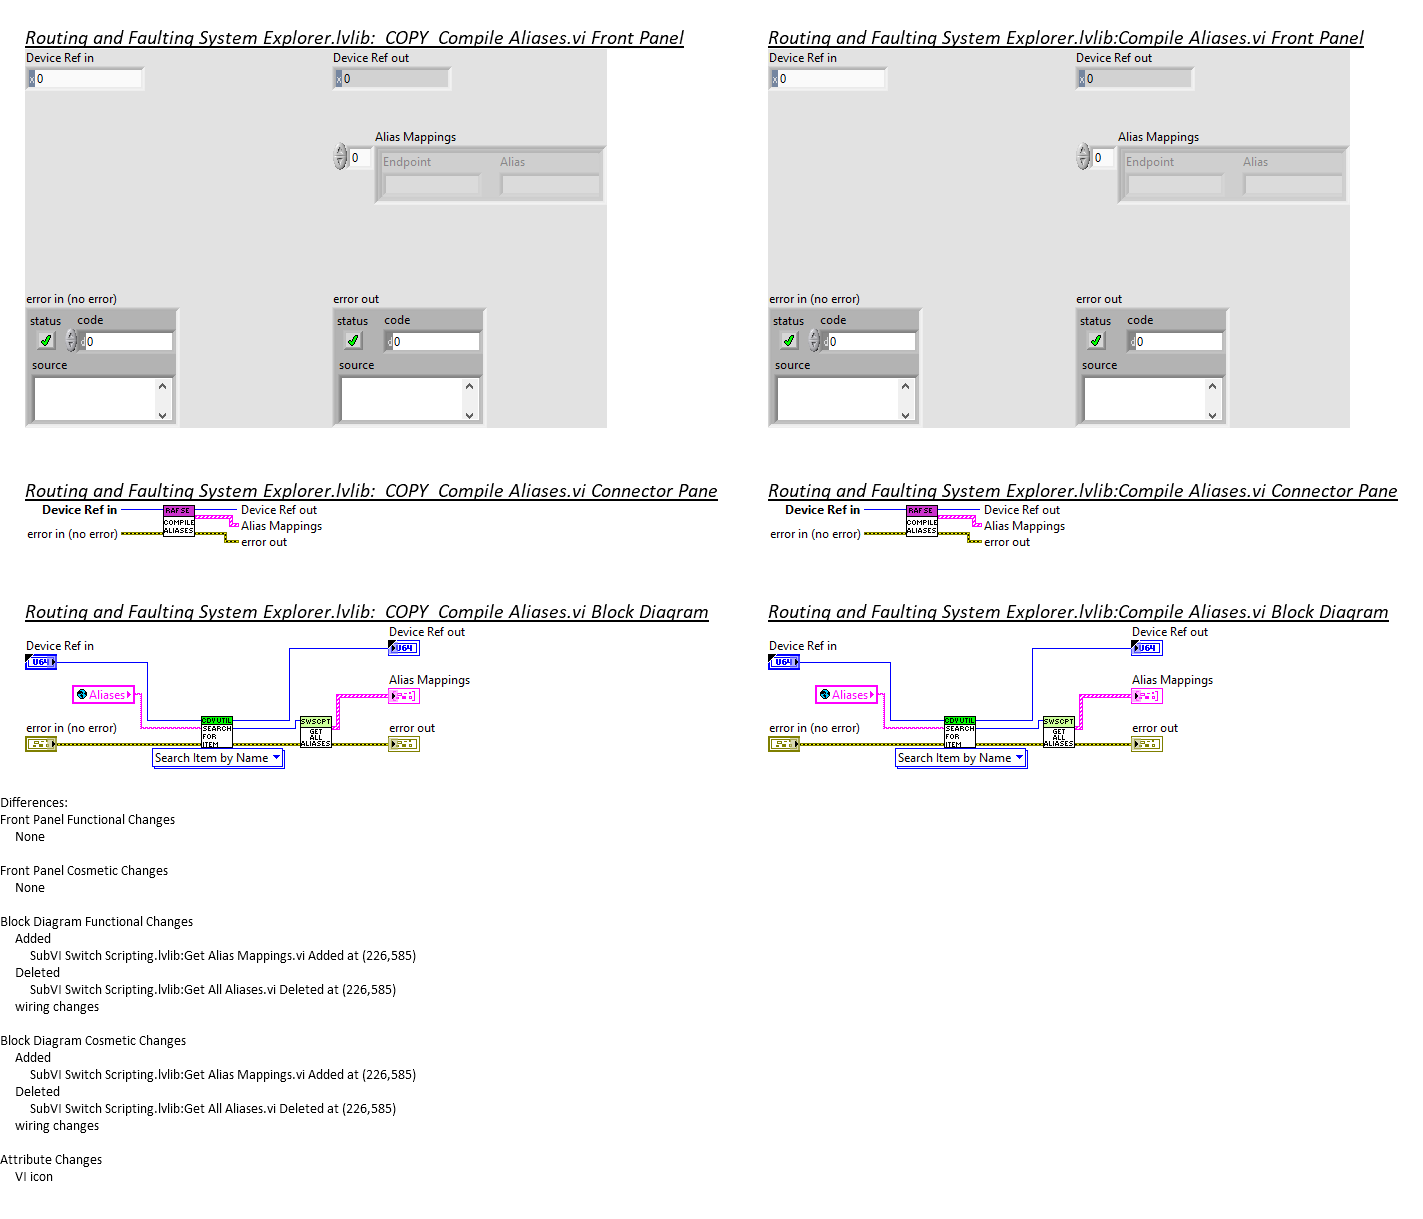 Routing and Faulting System Explorer.lvlib:_COPY_Compile Aliases.vi Front Panel
Device Ref in
Device Ref out
x 0
x 0
Alias Mappings
0
Endpoint
Alias
error in (no error)
error out
status
code
status
code
d 0
d 0
source
source
Routing and Faulting System Explorer.lvlib:Compile Aliases.vi Front Panel
Device Ref in
Device Ref out
x 0
x 0
Alias Mappings
0
Endpoint
Alias
error in (no error)
error out
status
code
status
code
d 0
d 0
source
source
Routing and Faulting System Explorer.lvlib:_COPY_Compile Aliases.vi Connector Pane
Device Ref in
RAFSE
COMPILE
ALIASES
Device Ref out
Alias Mappings
error in (no error)
error out
Routing and Faulting System Explorer.lvlib:Compile Aliases.vi Connector Pane
Device Ref in
RAFSE
COMPILE
ALIASES
Device Ref out
Alias Mappings
error in (no error)
error out
Routing and Faulting System Explorer.lvlib:_COPY_Compile Aliases.vi Block Diagram
Device Ref out
U64
Device Ref in
U64
Alias Mappings
Aliases
error in (no error)
CDVUTIL
SEARCH
FOR
ITEM
SWSCPT
GET
ALL
ALIASES
error out
Search Item by Name
Routing and Faulting System Explorer.lvlib:Compile Aliases.vi Block Diagram
Device Ref out
U64
Device Ref in
U64
Alias Mappings
Aliases
error in (no error)
CDVUTIL
SEARCH
FOR
ITEM
SWSCPT
GET
ALL
ALIASES
error out
Search Item by Name
Differences:
Front Panel Functional Changes
None
Front Panel Cosmetic Changes
None
Block Diagram Functional Changes
Added
SubVI Switch Scripting.lvlib:Get Alias Mappings.vi Added at (226,585)
Deleted
SubVI Switch Scripting.lvlib:Get All Aliases.vi Deleted at (226,585)
wiring changes
Block Diagram Cosmetic Changes
Added
SubVI Switch Scripting.lvlib:Get Alias Mappings.vi Added at (226,585)
Deleted
SubVI Switch Scripting.lvlib:Get All Aliases.vi Deleted at (226,585)
wiring changes
Attribute Changes
VI icon